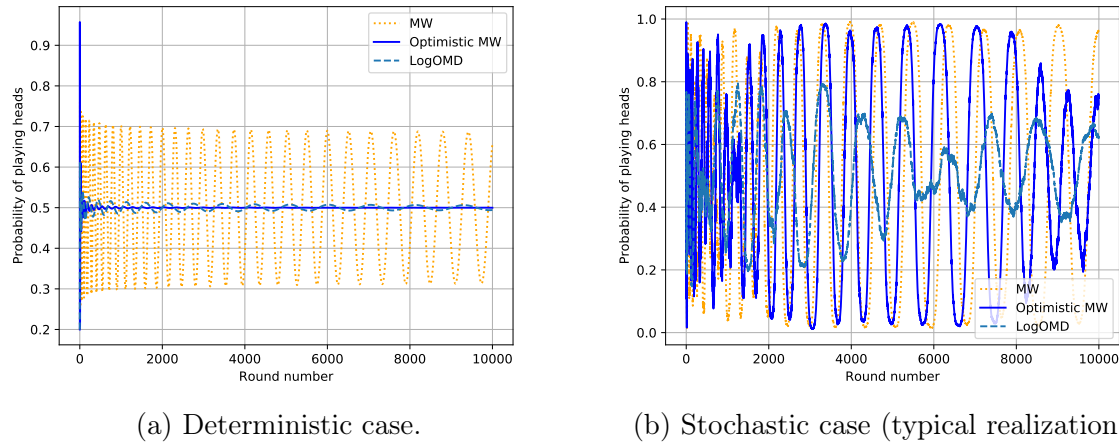 0.9
0.8
0.7
0.6
0.5
0.4
0.3
0.2
Probability of playing heads
0 2000 4000 6000 8000 10000
Round number
MW
Optimistic MW
LogOMD
(a) Deterministic case.
1.0
0.8
0.6
0.4
0.2
0.0
Probability of playing heads
0 2000 4000 6000 8000 10000
Round number
MW
Optimistic MW
LogOMD
(b) Stochastic case (typical realization